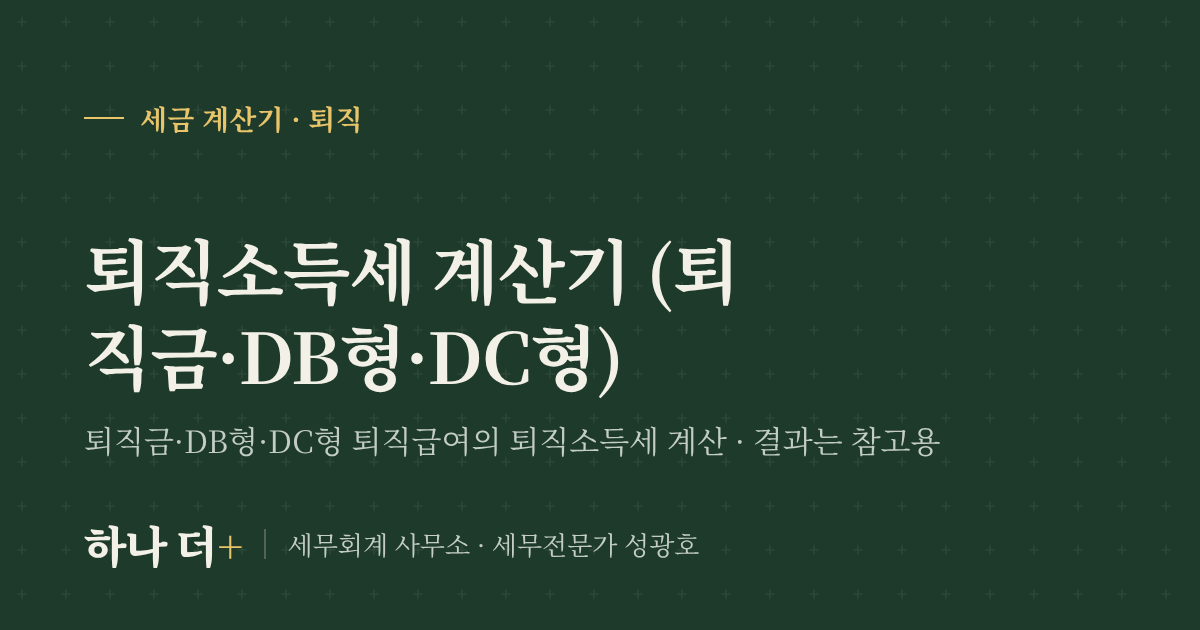 세금 계산기 · 퇴직
퇴직소득세 계산기 (퇴
직금·DB형·DC형)
퇴직금·DB형·DC형 퇴직급여의 퇴직소득세 계산 · 결과는 참고용
하나 더+ | 세무회계 사무소 · 세무전문가 성광호